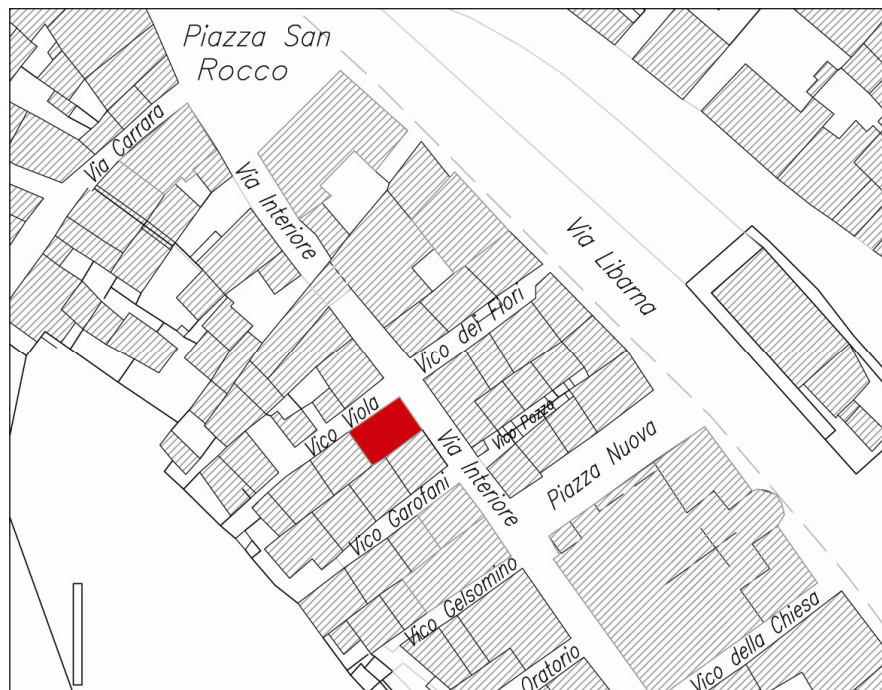 Piazza San
Rocco
Via Carrara
Via Interiore
Via Libarna
Vico dei Fiori
Vico Viola
Vico Pozzo
Via Interiore
Piazza Nuova
Vico Garofani
Vico Gelsomino
Oratorio
Vico della Chiesa